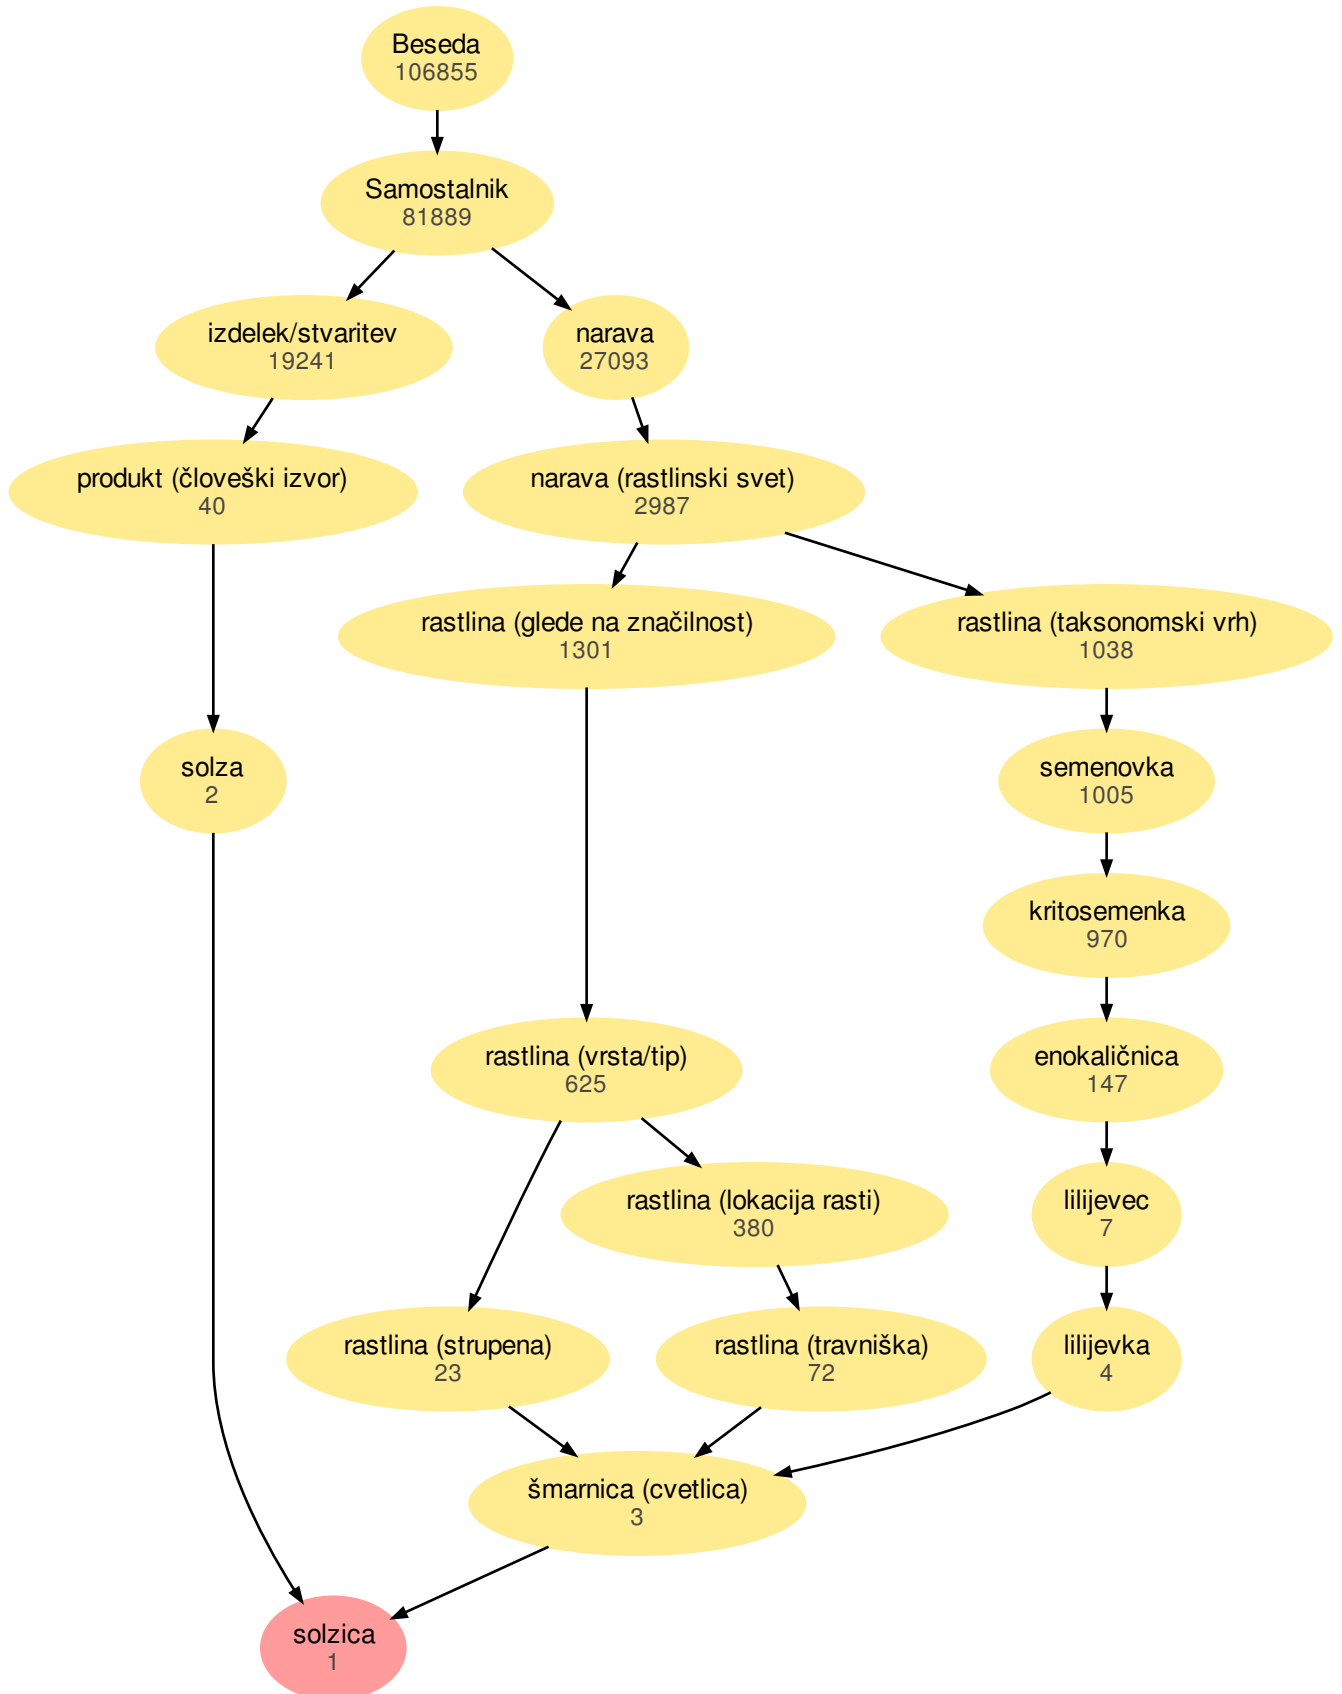 Beseda
106855
Samostalnik
81889
izdelek/stvaritev
19241
narava
27093
produkt (človeški izvor)
40
narava (rastlinski svet)
2987
rastlina (glede na značilnost)
1301
rastlina (taksonomski vrh)
1038
solza
2
semenovka
1005
kritosemenka
970
rastlina (vrsta/tip)
625
enokaličnica
147
rastlina (lokacija rasti)
380
lilijevec
7
rastlina (strupena)
23
rastlina (travniška)
72
lilijevka
4
šmarnica (cvetlica)
3
solzica
1